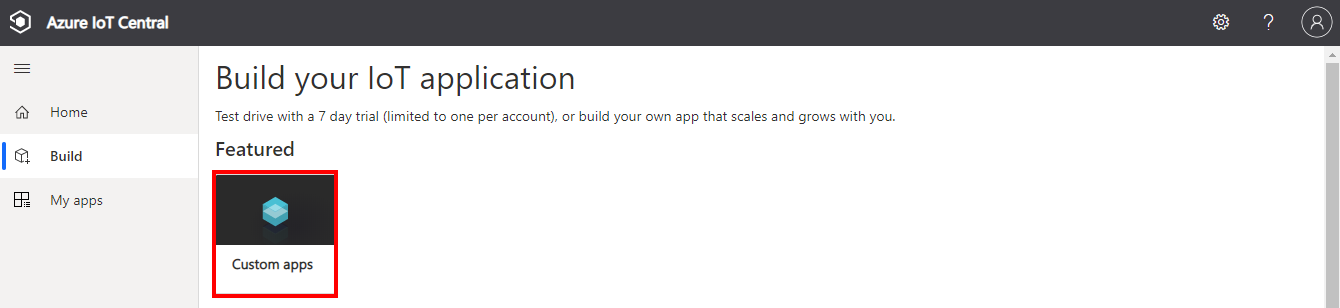 Azure IoT Central
?
Home
Build
My apps
Build your IoT application
Test drive with a 7 day trial (limited to one per account), or build your own app that scales and grows with you.
Featured
Custom apps